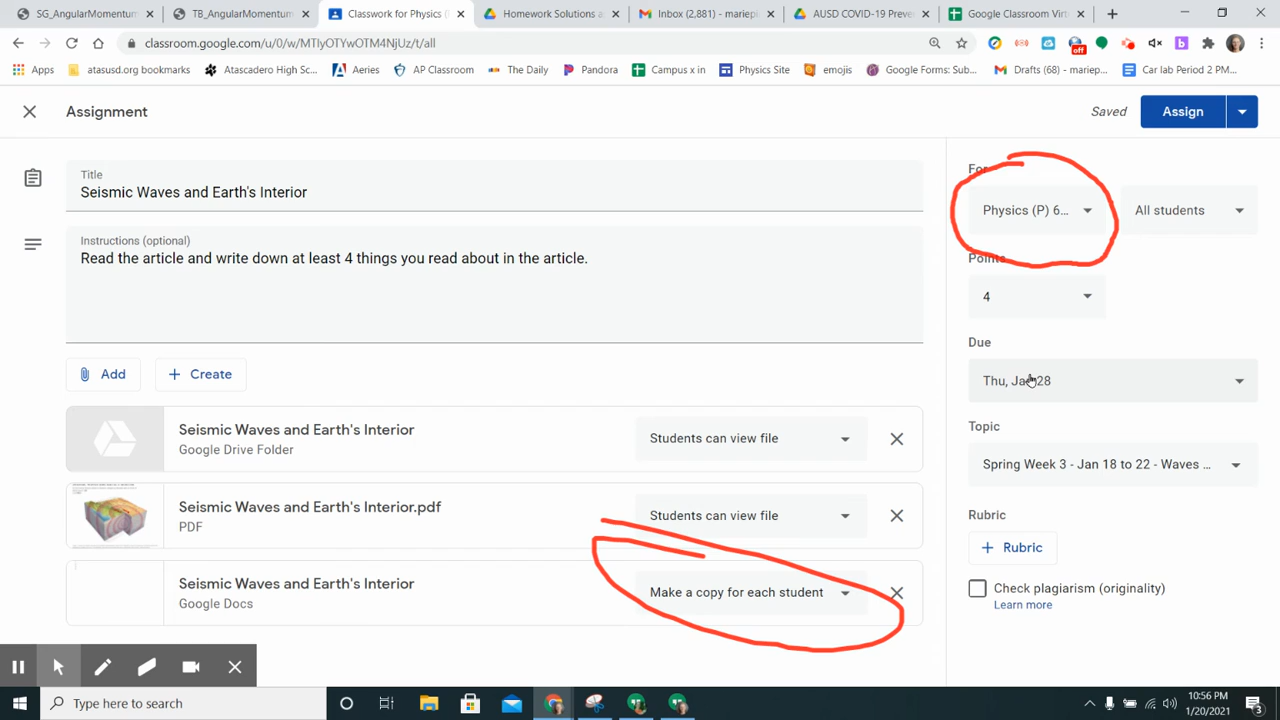 SG_AngularMomentum
TB_AngularMomentum
Classwork for Physics (
Homework Solutions a
Inbox (2,881) - mariep
AUSD COVID-19 Preve
Google Classroom Virt
classroom.google.com/u/0/w/MTIyOTYwOTM4NjUz/t/all
off
Apps
atasusd.org bookmarks
Atascadero High Sc...
Aeries
AP Classroom
The Daily
Pandora
Campus x in
Physics Site
emojis
Google Forms: Sub...
Drafts (68) - mariep...
Car lab Period 2 PM...
Assignment
Saved
Assign
Title
Seismic Waves and Earth's Interior
Instructions (optional)
Read the article and write down at least 4 things you read about in the article.
Add
Create
Seismic Waves and Earth's Interior
Google Drive Folder
Students can view file
Seismic Waves and Earth's Interior.pdf
PDF
Students can view file
Seismic Waves and Earth's Interior
Google Docs
Make a copy for each student
For
Physics (P) 6...
All students
Points
4
Due
Thu, Jan 28
Topic
Spring Week 3 - Jan 18 to 22 - Waves ...
Rubric
Rubric
Check plagiarism (originality)
Learn more
Type here to search
10:56 PM
1/20/2021
3